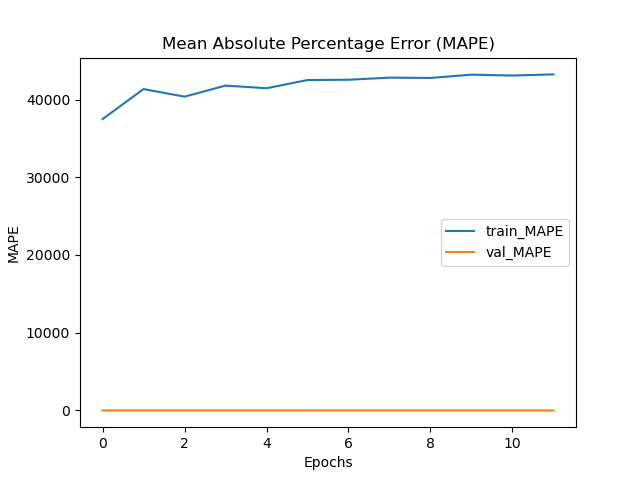 Mean Absolute Percentage Error (MAPE)
MAPE
40000
30000
20000
10000
0
train_MAPE
val_MAPE
0 2 4 6 8 10
Epochs